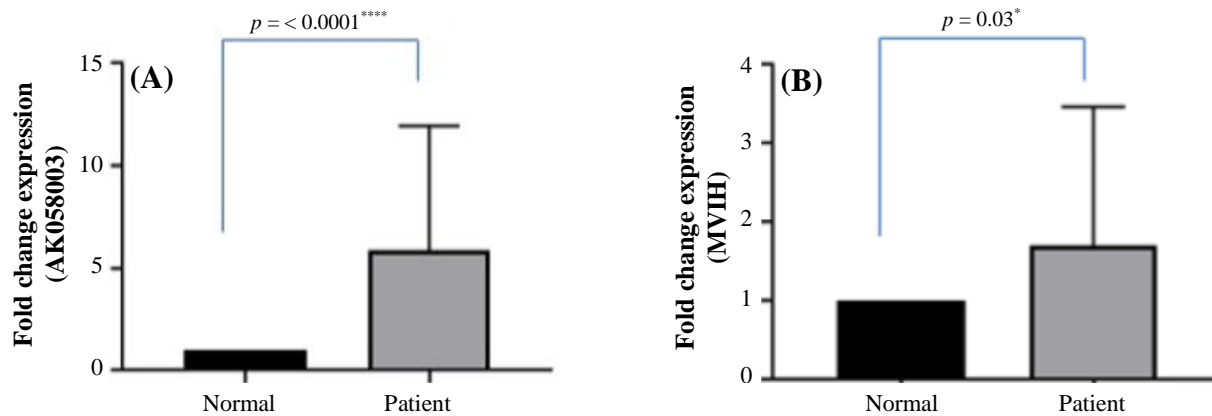 p = < 0.0001****
(A)
Fold change expression
(AK058003)
15
10
5
0
Normal
Patient
p = 0.03*
(B)
Fold change expression
(MVIH)
4
3
2
1
0
Normal
Patient